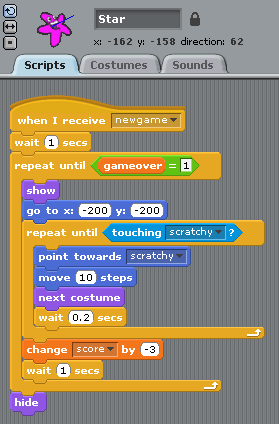 Star
x: -162 y: -158 direction: 62
Scripts Costumes Sounds
when I receive newgame
wait 1 secs
repeat until gameover = 1
show
go to x: -200 y: -200
repeat until touching scratchy ?
point towards scratchy
move 10 steps
next costume
wait 0.2 secs
change score by -3
wait 1 secs
hide